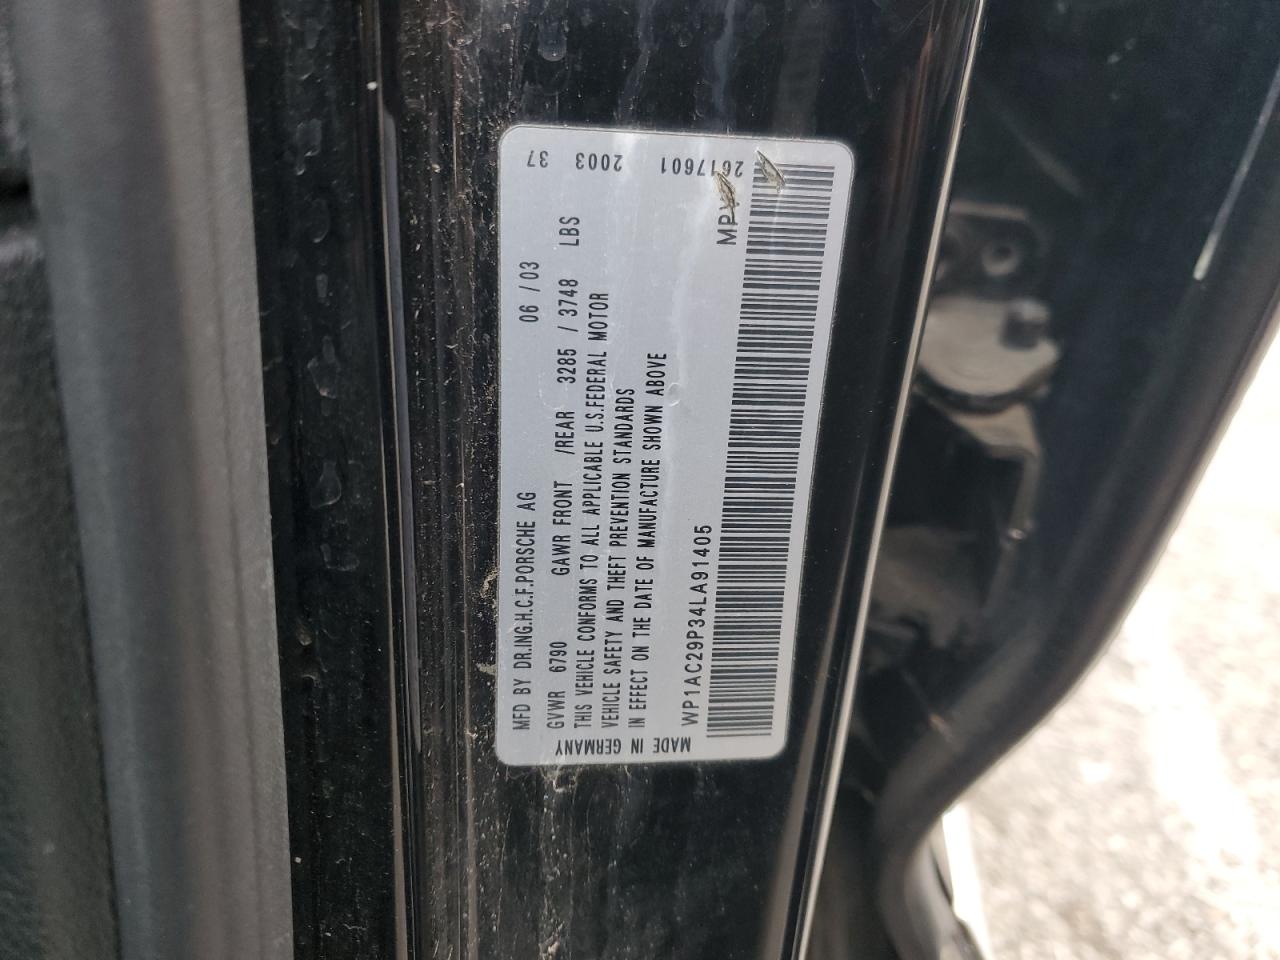 MFD BY DR.ING.H.C.F.PORSCHE AG 06 / 03
GVWR 6790 GAWR FRONT /REAR 3285 / 3748 LBS
THIS VEHICLE CONFORMS TO ALL APPLICABLE U.S.FEDERAL MOTOR
VEHICLE SAFETY AND THEFT PREVENTION STANDARDS
IN EFFECT ON THE DATE OF MANUFACTURE SHOWN ABOVE
WP1AC29P34LA91405
MADE IN GERMANY
37 2003 2617601